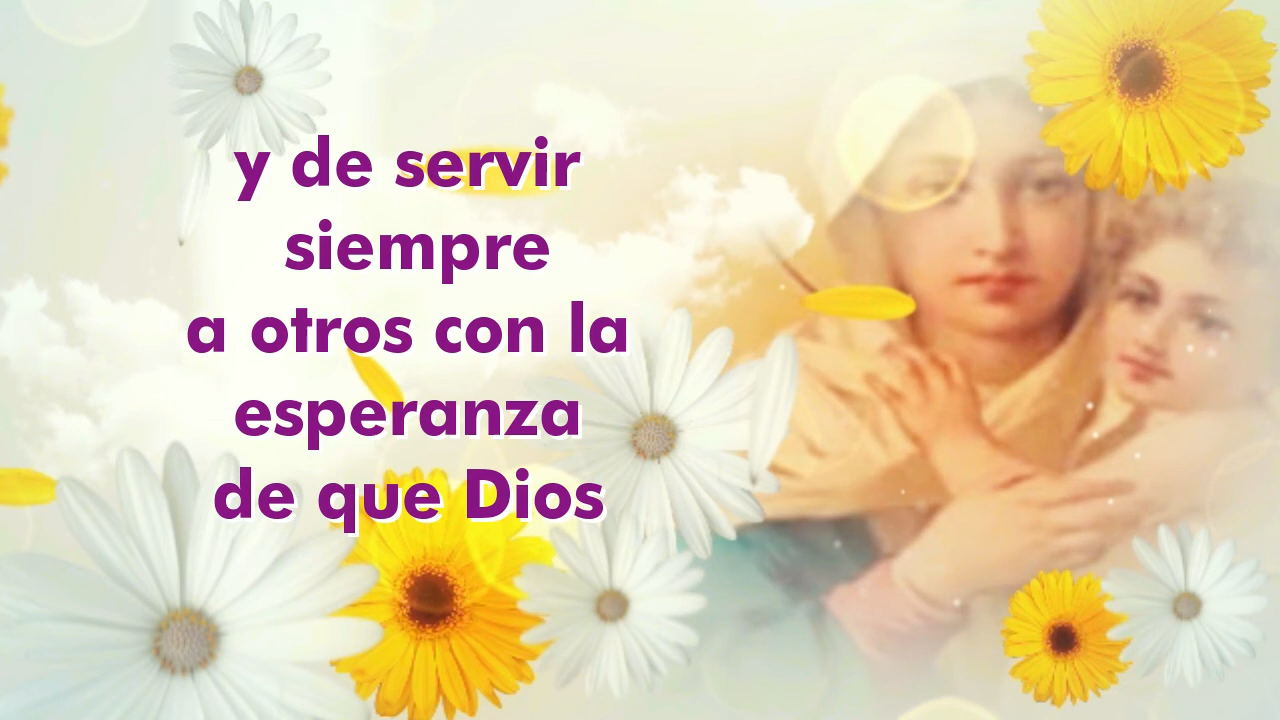 y de servir
siempre
a otros con la
esperanza
de que Dios